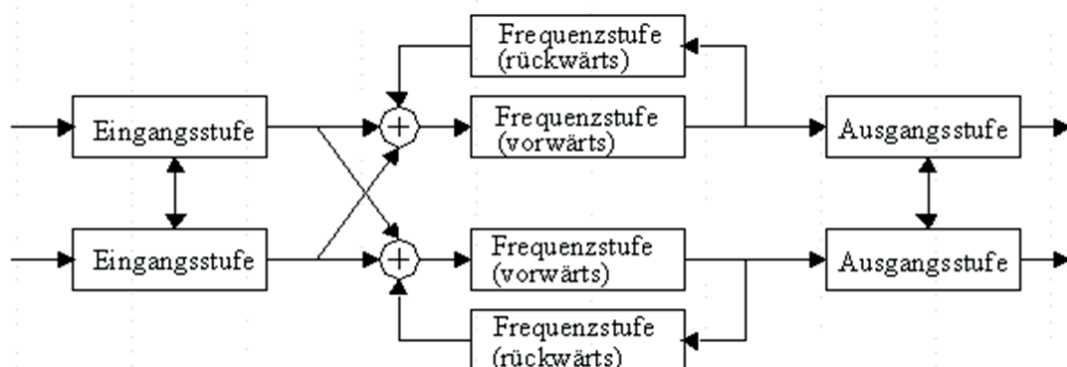 Frequenzstufe
(rückwärts)
Eingangsstufe
+
Frequenzstufe
(vorwärts)
Ausgangsstufe
Eingangsstufe
+
Frequenzstufe
(vorwärts)
Ausgangsstufe
Frequenzstufe
(rückwärts)